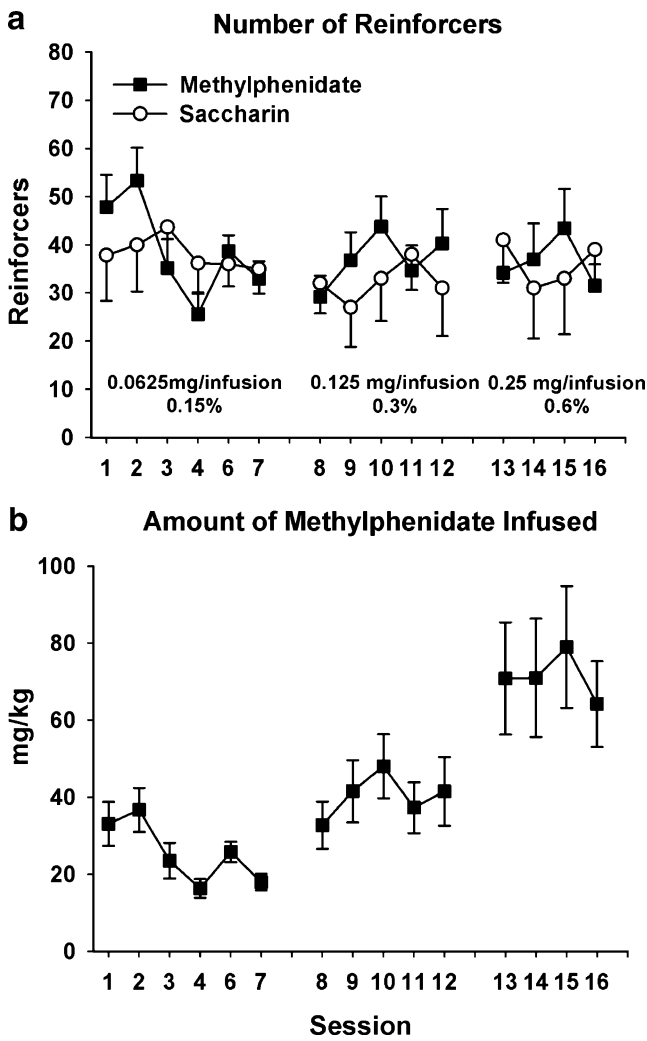 a
Number of Reinforcers
80
70
60
50
40
30
20
10
0
Reinforcers
Methylphenidate
Saccharin
0.0625mg/infusion
0.15%
0.125 mg/infusion
0.3%
0.25 mg/infusion
0.6%
1 2 3 4 6 7 8 9 10 11 12 13 14 15 16
b
Amount of Methylphenidate Infused
100
80
60
40
20
0
mg/kg
1 2 3 4 6 7 8 9 10 11 12 13 14 15 16
Session